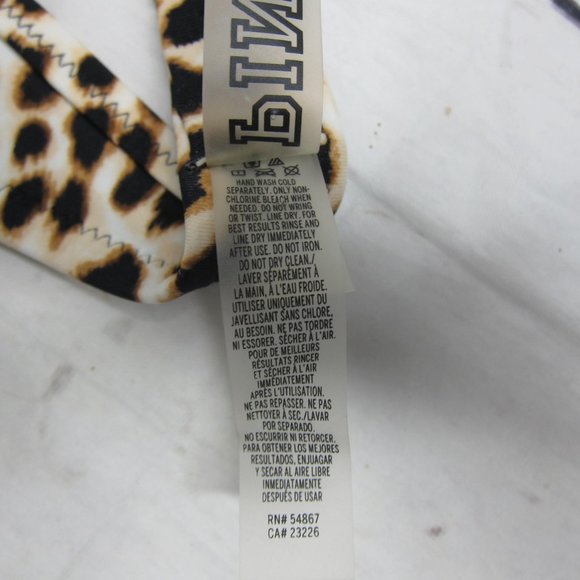 PINK
HAND WASH COLD
SEPARATELY. ONLY NON-
CHLORINE BLEACH WHEN
NEEDED. DO NOT WRING
OR TWIST. LINE DRY. FOR
BEST RESULTS RINSE AND
LINE DRY IMMEDIATELY
AFTER USE. DO NOT IRON.
DO NOT DRY CLEAN./
LAVER SÉPARÉMENT À
LA MAIN, À L'EAU FROIDE.
UTILISER UNIQUEMENT DU
JAVELLISANT SANS CHLORE,
AU BESOIN. NE PAS TORDRE
NI ESSORER. SÉCHER À L'AIR.
POUR DE MEILLEURS
RÉSULTATS RINCER
ET SÉCHER À L'AIR
IMMÉDIATEMENT
APRÈS L'UTILISATION.
NE PAS REPASSER. NE PAS
NETTOYER À SEC./LAVAR
POR SEPARADO.
NO ESCURRIR NI RETORCER.
PARA OBTENER LOS MEJORES
RESULTADOS, ENJUAGAR
Y SECAR AL AIRE LIBRE
INMEDIATAMENTE
DESPUÉS DE USAR
RN# 54867
CA# 23226